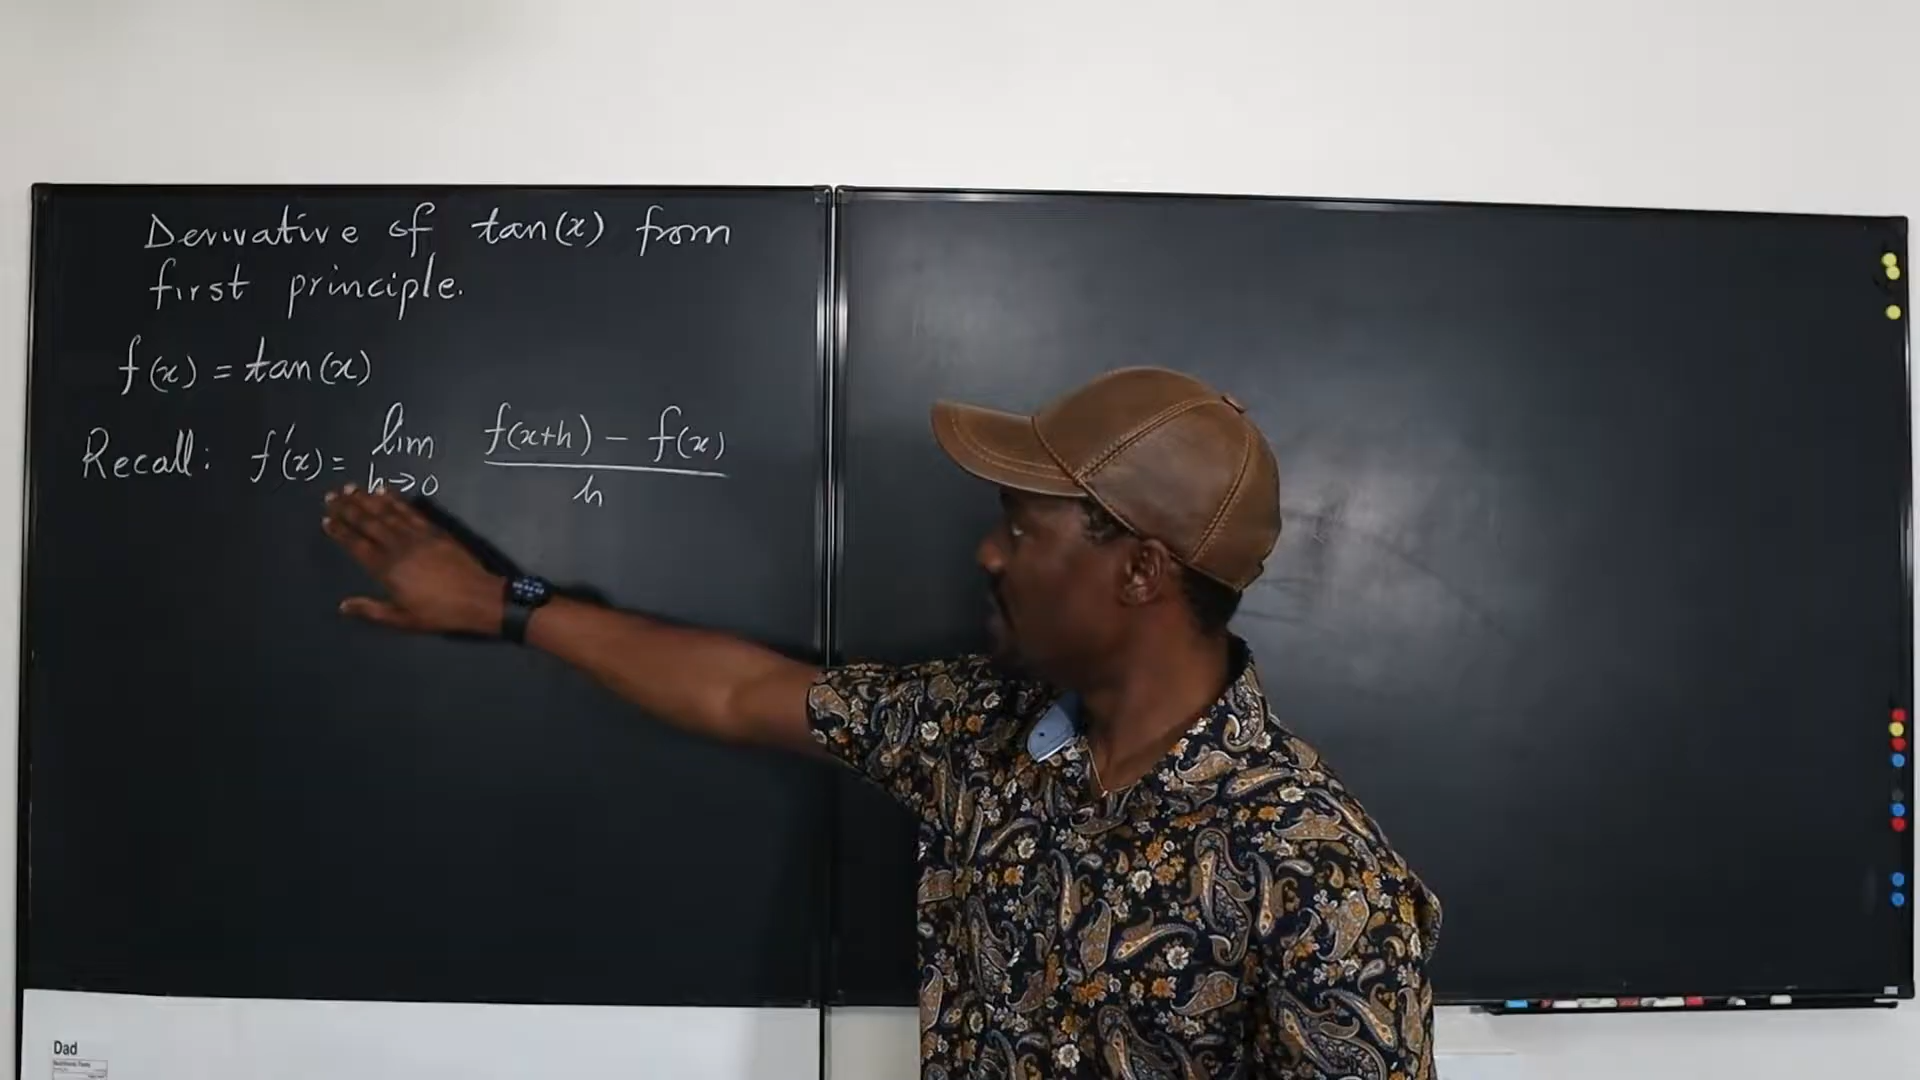 Derivative of tan(x) from
first principle.
f(x) = tan(x)
Recall: f'(x) = lim h→0 f(x+h) - f(x) / h
Dad